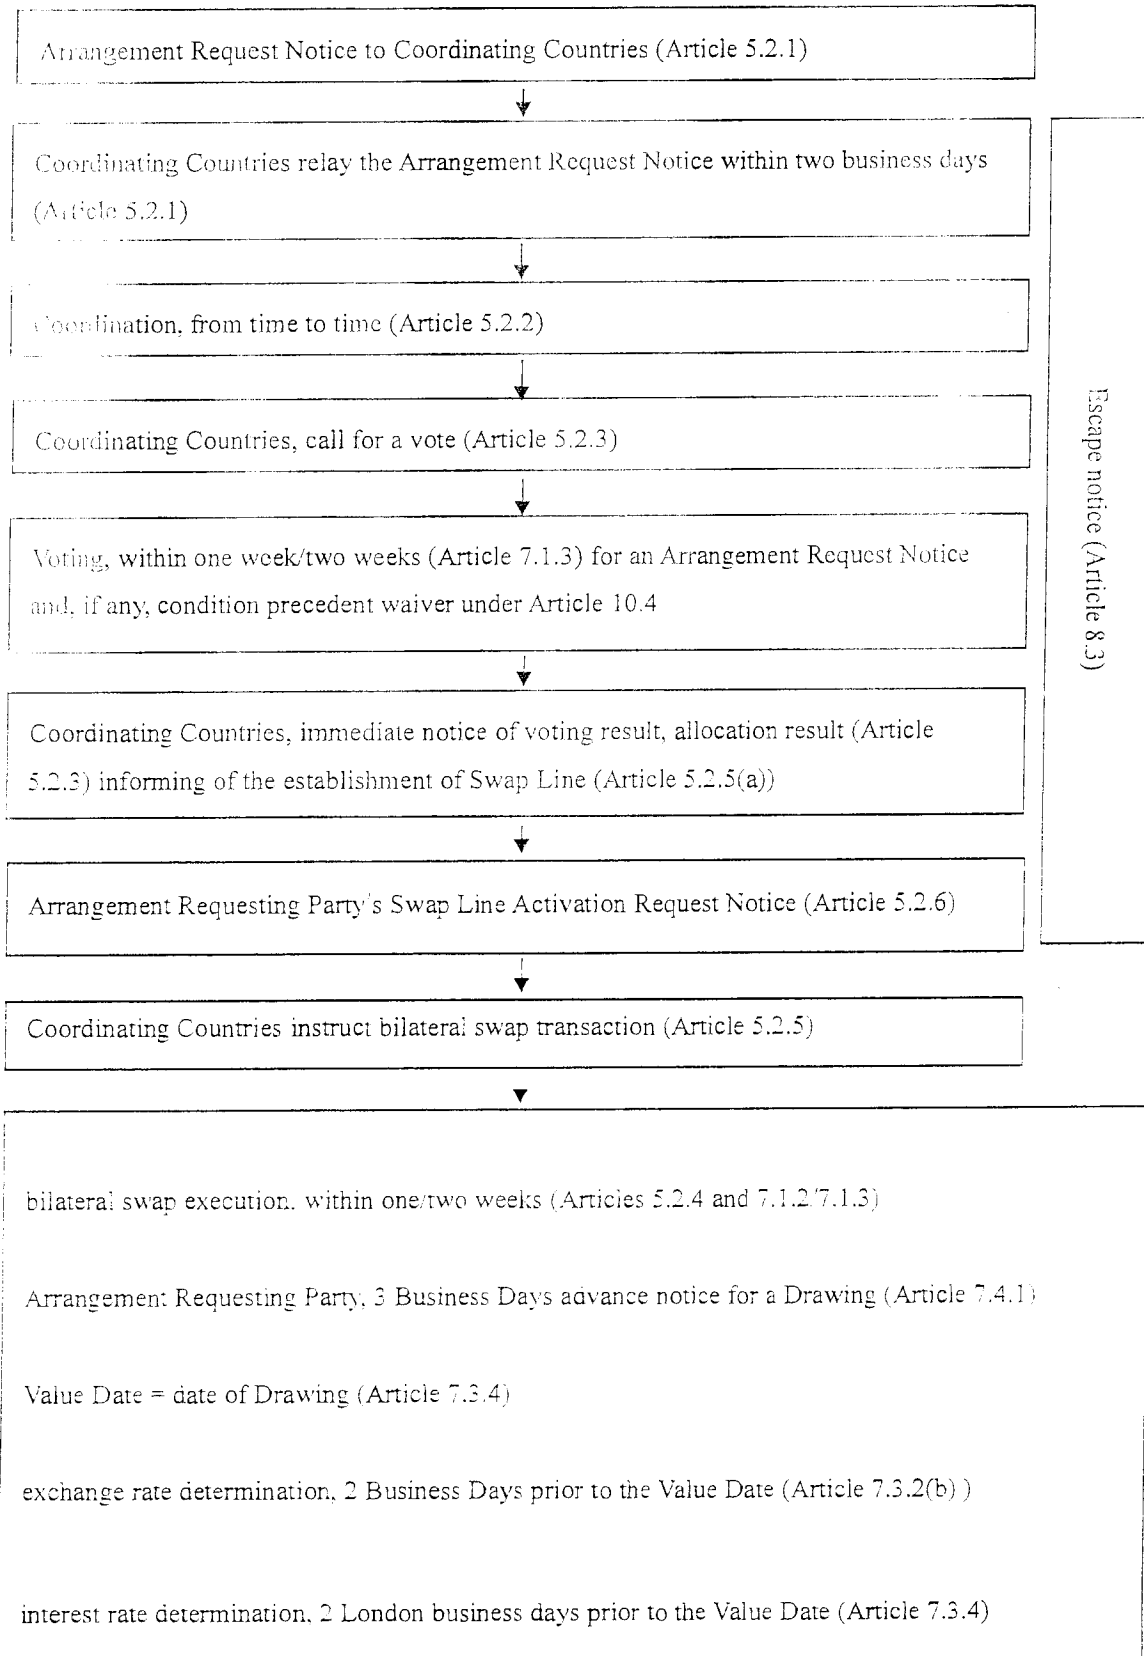 Arrangement Request Notice to Coordinating Countries (Article 5.2.1)
Coordinating Countries relay the Arrangement Request Notice within two business days
(Article 5.2.1)
Coordination, from time to time (Article 5.2.2)
Coordinating Countries, call for a vote (Article 5.2.3)
Voting, within one week/two weeks (Article 7.1.3) for an Arrangement Request Notice
and, if any, condition precedent waiver under Article 10.4
Coordinating Countries, immediate notice of voting result, allocation result (Article
5.2.3) informing of the establishment of Swap Line (Article 5.2.5(a))
Arrangement Requesting Party's Swap Line Activation Request Notice (Article 5.2.6)
Escape notice (Article 8.3)
Coordinating Countries instruct bilateral swap transaction (Article 5.2.5)
bilateral swap execution, within one/two weeks (Articles 5.2.4 and 7.1.2/7.1.3)
Arrangement Requesting Party, 3 Business Days advance notice for a Drawing (Article 7.4.1)
Value Date = date of Drawing (Article 7.3.4)
exchange rate determination, 2 Business Days prior to the Value Date (Article 7.3.2(b) )
interest rate determination, 2 London business days prior to the Value Date (Article 7.3.4)